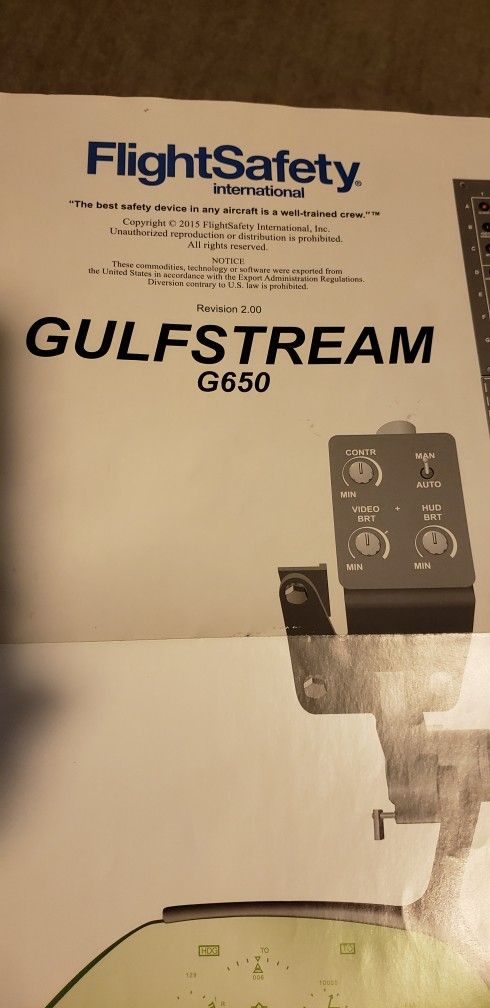 FlightSafety®
international
"The best safety device in any aircraft is a well-trained crew."™
Copyright © 2015 FlightSafety International, Inc.
Unauthorized reproduction or distribution is prohibited.
All rights reserved.
NOTICE
These commodities, technology or software were exported from
the United States in accordance with the Export Administration Regulations.
Diversion contrary to U.S. law is prohibited.
Revision 2.00
GULFSTREAM
G650
CONTR
MAN
AUTO
MIN
VIDEO
BRT
+
HUD
BRT
MIN
MIN
HDG
TO
006
R